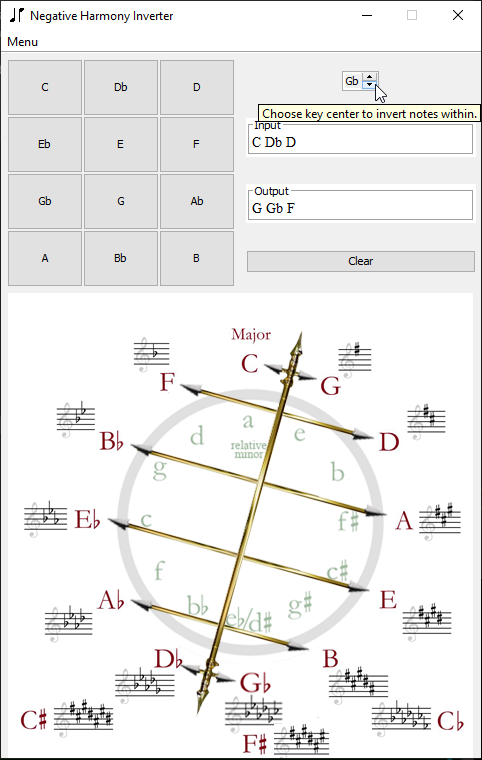 Negative Harmony Inverter
Menu
C Db D
Gb
Choose key center to invert notes within.
Input
C Db D
Eb E F
Gb G Ab
Output
G Gb F
A Bb B
Clear
Major
C
G
F
D
a
e
d
relative
minor
B♭
g
b
A
E♭
c
f♯
f
c♯
A♭
E
b♭
g♯
e♭/d♯
D♭
B
G♭
C♯
C♭
F♯